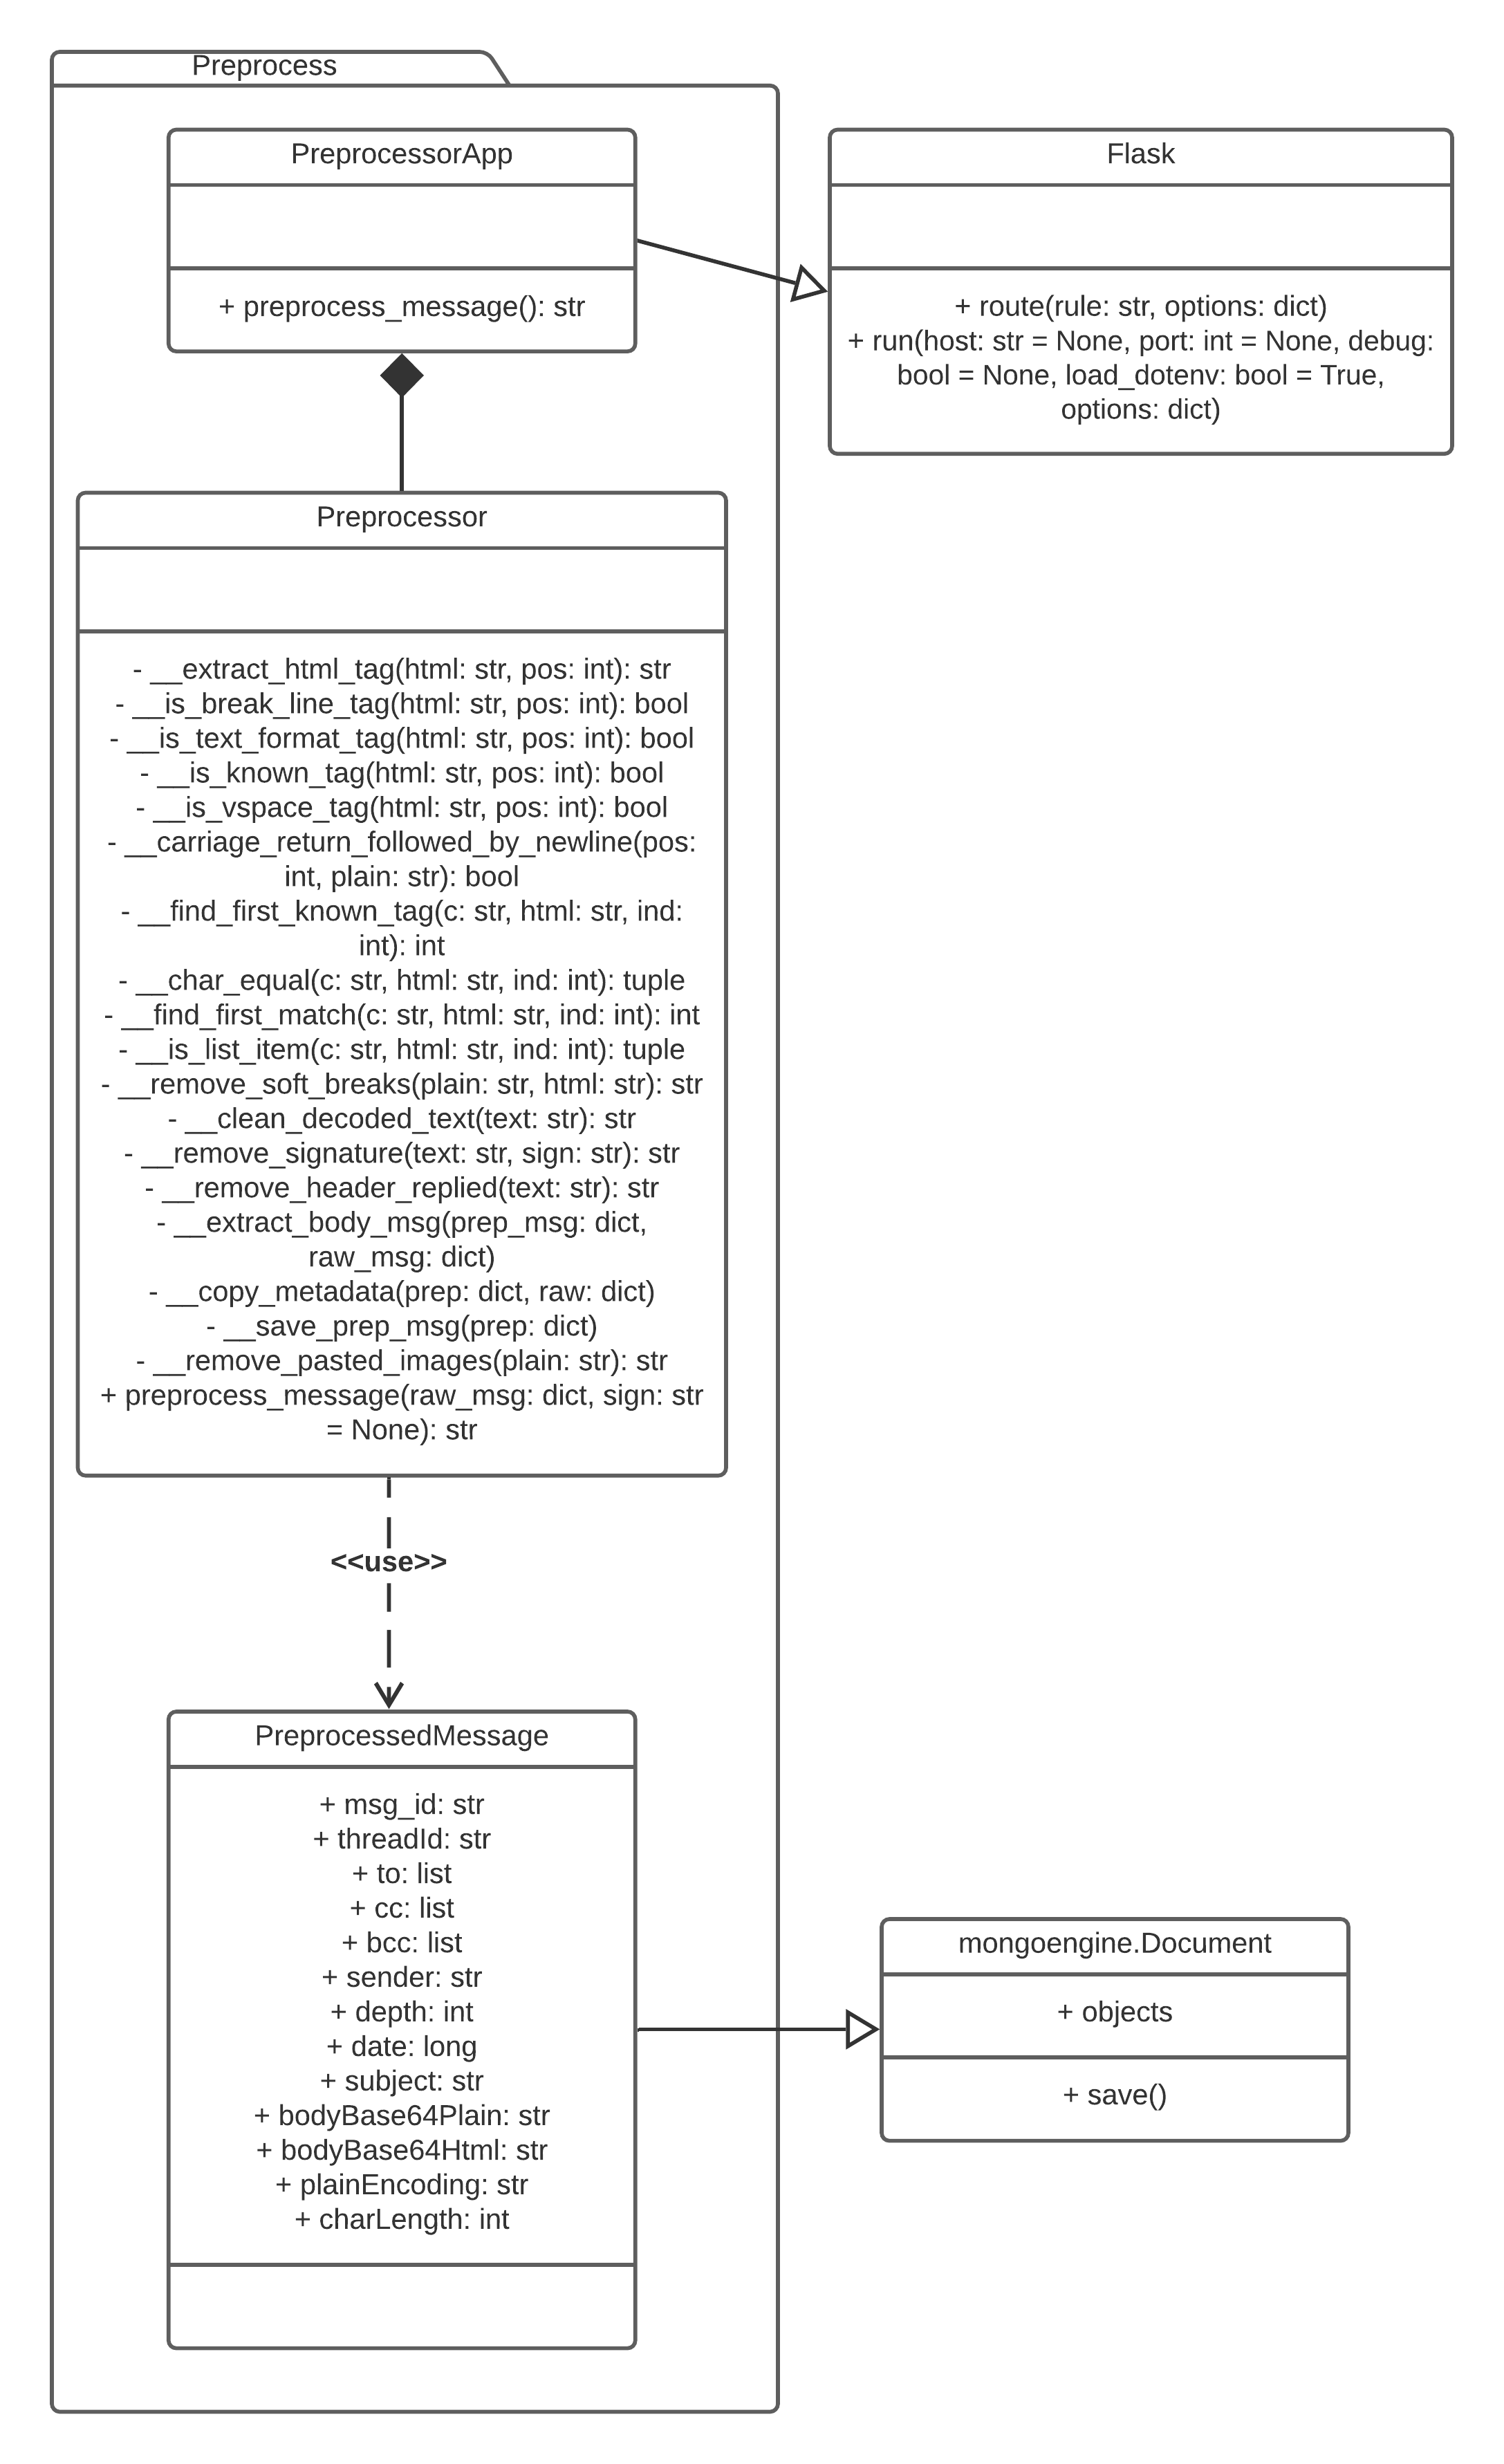 Preprocess
PreprocessorApp
+ preprocess_message(): str
Flask
+ route(rule: str, options: dict)
+ run(host: str = None, port: int = None, debug:
bool = None, load_dotenv: bool = True,
options: dict)
Preprocessor
- __extract_html_tag(html: str, pos: int): str
- __is_break_line_tag(html: str, pos: int): bool
- __is_text_format_tag(html: str, pos: int): bool
- __is_known_tag(html: str, pos: int): bool
- __is_vspace_tag(html: str, pos: int): bool
- __carriage_return_followed_by_newline(pos:
int, plain: str): bool
- __find_first_known_tag(c: str, html: str, ind:
int): int
- __char_equal(c: str, html: str, ind: int): tuple
- __find_first_match(c: str, html: str, ind: int): int
- __is_list_item(c: str, html: str, ind: int): tuple
- __remove_soft_breaks(plain: str, html: str): str
- __clean_decoded_text(text: str): str
- __remove_signature(text: str, sign: str): str
- __remove_header_replied(text: str): str
- __extract_body_msg(prep_msg: dict,
raw_msg: dict)
- __copy_metadata(prep: dict, raw: dict)
- __save_prep_msg(prep: dict)
- __remove_pasted_images(plain: str): str
+ preprocess_message(raw_msg: dict, sign: str
= None): str
<<use>>
PreprocessedMessage
+ msg_id: str
+ threadId: str
+ to: list
+ cc: list
+ bcc: list
+ sender: str
+ depth: int
+ date: long
+ subject: str
+ bodyBase64Plain: str
+ bodyBase64Html: str
+ plainEncoding: str
+ charLength: int
mongoengine.Document
+ objects
+ save()